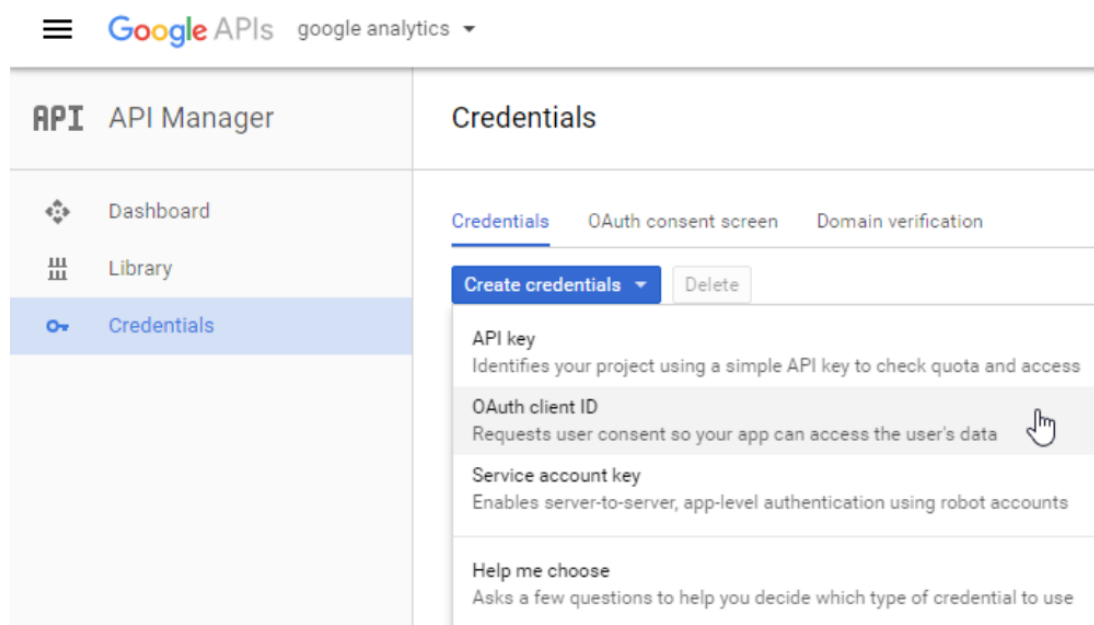 Google APIs google analytics
API API Manager
Credentials
Dashboard
Library
Credentials
Credentials OAuth consent screen Domain verification
Create credentials Delete
API key
Identifies your project using a simple API key to check quota and access
OAuth client ID
Requests user consent so your app can access the user's data
Service account key
Enables server-to-server, app-level authentication using robot accounts
Help me choose
Asks a few questions to help you decide which type of credential to use